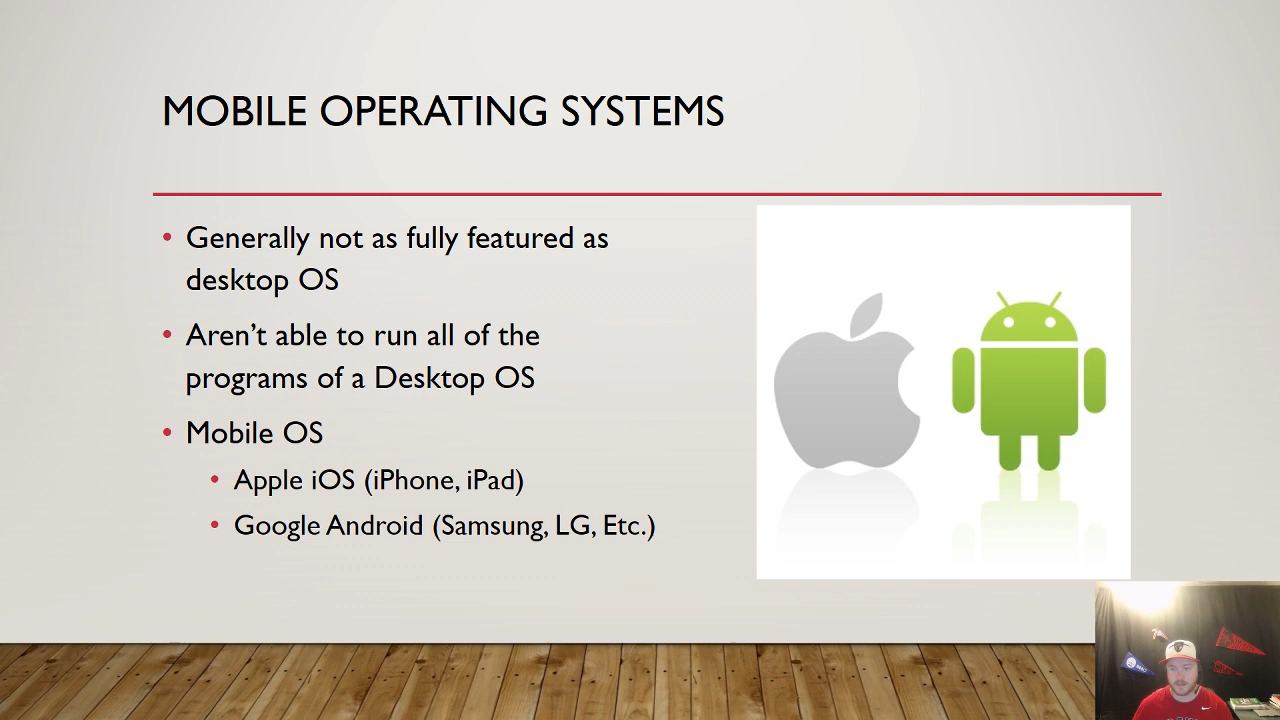 MOBILE OPERATING SYSTEMS
• Generally not as fully featured as
desktop OS
• Aren’t able to run all of the
programs of a Desktop OS
• Mobile OS
• Apple iOS (iPhone, iPad)
• Google Android (Samsung, LG, Etc.)